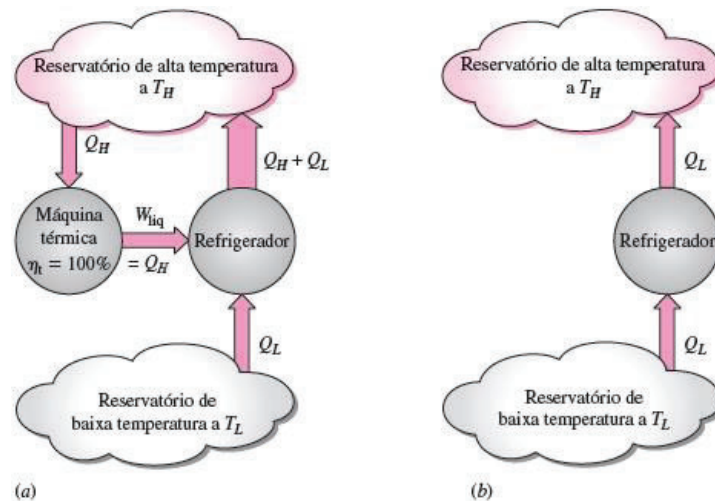 Reservatório de alta temperatura
a T_H
Q_H
Q_H + Q_L
Máquina
térmica
η_t = 100%
W_liq
= Q_H
Refrigerador
Q_L
Reservatório de
baixa temperatura a T_L
(a)
Reservatório de alta temperatura
a T_H
Q_L
Refrigerador
Q_L
Reservatório de
baixa temperatura a T_L
(b)